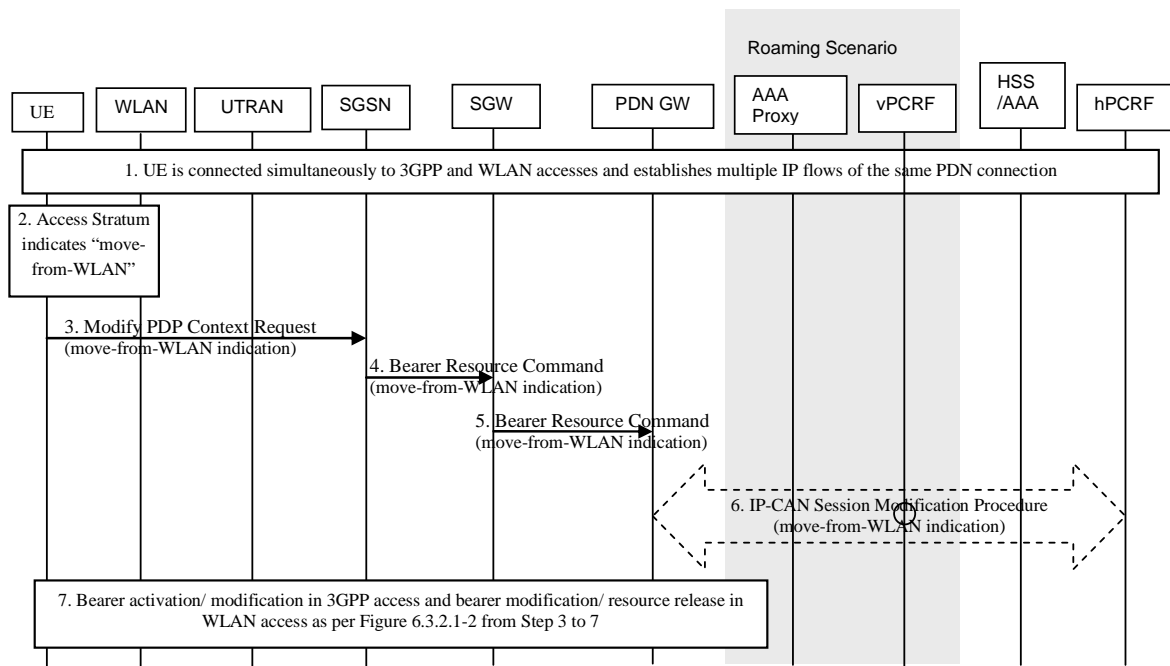 Roaming Scenario
UE
WLAN
UTRAN
SGSN
SGW
PDN GW
AAA
Proxy
vPCRF
HSS
/AAA
hPCRF
1. UE is connected simultaneously to 3GPP and WLAN accesses and establishes multiple IP flows of the same PDN connection
2. Access Stratum
indicates “move-
from-WLAN”
3. Modify PDP Context Request
(move-from-WLAN indication)
4. Bearer Resource Command
(move-from-WLAN indication)
5. Bearer Resource Command
(move-from-WLAN indication)
6. IP-CAN Session Modification Procedure
(move-from-WLAN indication)
7. Bearer activation/ modification in 3GPP access and bearer modification/ resource release in
WLAN access as per Figure 6.3.2.1-2 from Step 3 to 7